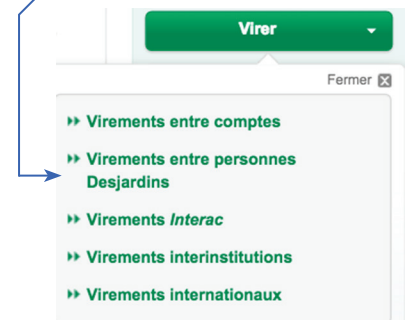 Virer
Fermer
Virements entre comptes
Virements entre personnes
Desjardins
Virements Interac
Virements interinstitutions
Virements internationaux